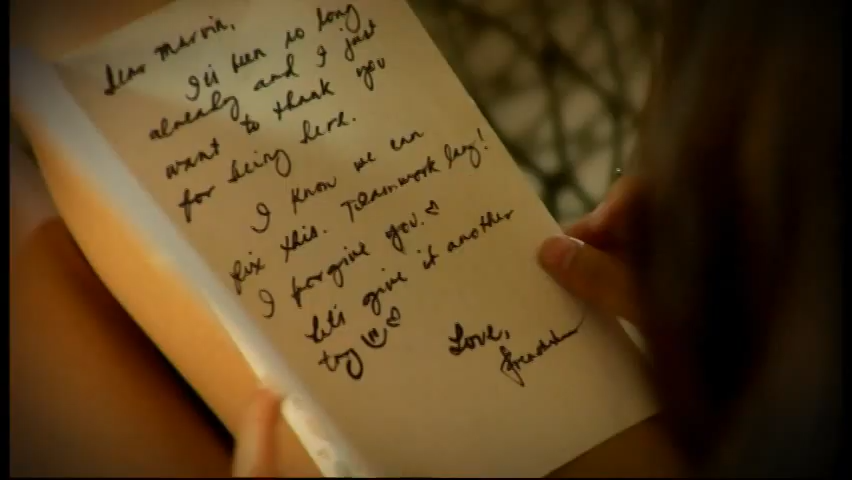 Dear Marvin,
It's been so long
already and I just
want to thank you
for being here.
I know we can
fix this. Teamwork lang!
I forgive you. ♡
Let's give it another
try ♡
Love,